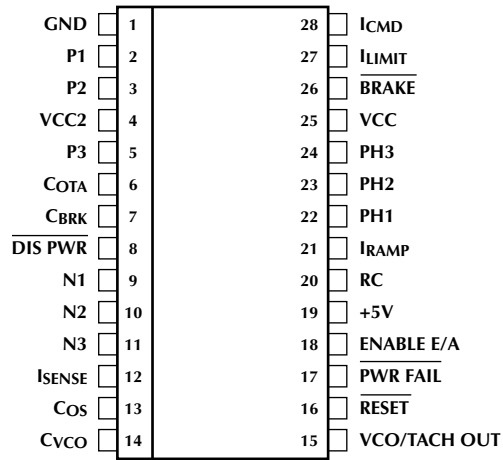 GND 1 28 ICMD
P1 2 27 ILIMIT
P2 3 26 BRAKE
VCC2 4 25 VCC
P3 5 24 PH3
COTA 6 23 PH2
CBRK 7 22 PH1
DIS PWR 8 21 IRAMP
N1 9 20 RC
N2 10 19 +5V
N3 11 18 ENABLE E/A
ISENSE 12 17 PWR FAIL
COS 13 16 RESET
CVCO 14 15 VCO/TACH OUT